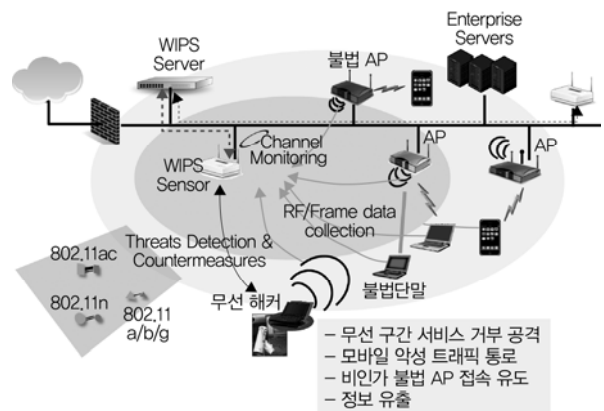 WIPS
Server
불법 AP
Enterprise
Servers
Channel
Monitoring
WIPS
Sensor
AP
AP
RF/Frame data
collection
Threats Detection &
Countermeasures
802.11ac
802.11n
802.11
a/b/g
무선 해커
불법단말
– 무선 구간 서비스 거부 공격
– 모바일 악성 트래픽 통로
– 비인가 불법 AP 접속 유도
– 정보 유출